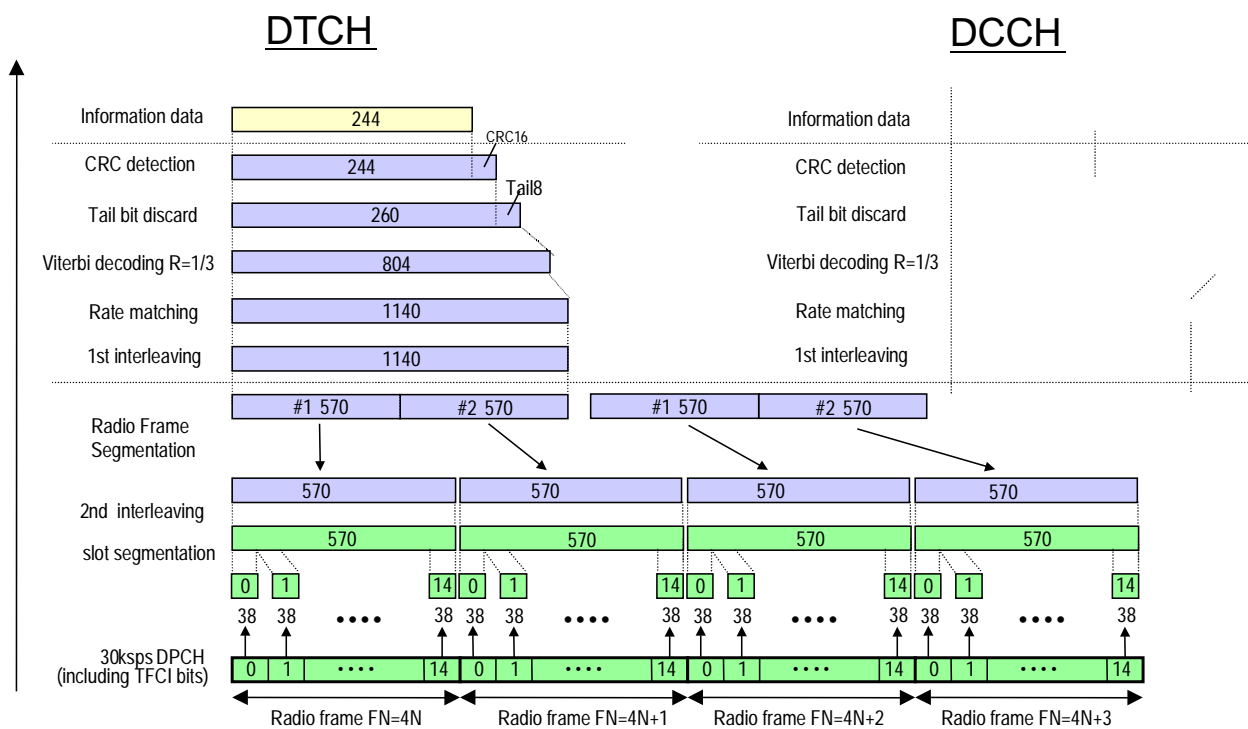 DTCH DCCH
Information data 244 Information data
CRC16
CRC detection 244 CRC detection
Tail8
Tail bit discard 260 Tail bit discard
Viterbi decoding R=1/3 804 Viterbi decoding R=1/3
Rate matching 1140 Rate matching
1st interleaving 1140 1st interleaving
#1 570 #2 570 #1 570 #2 570
Radio Frame
Segmentation
570 570 570 570
2nd interleaving
slot segmentation 570 570 570 570
0 1 14 0 1 14 0 1 14 0 1 14
38 38 •••• 38 38 38 •••• 38 38 38 •••• 38 38 38 •••• 38
30ksps DPCH
(including TFCI bits)
0 1 •••• 14 0 1 •••• 14 0 1 •••• 14 0 1 •••• 14
Radio frame FN=4N Radio frame FN=4N+1 Radio frame FN=4N+2 Radio frame FN=4N+3